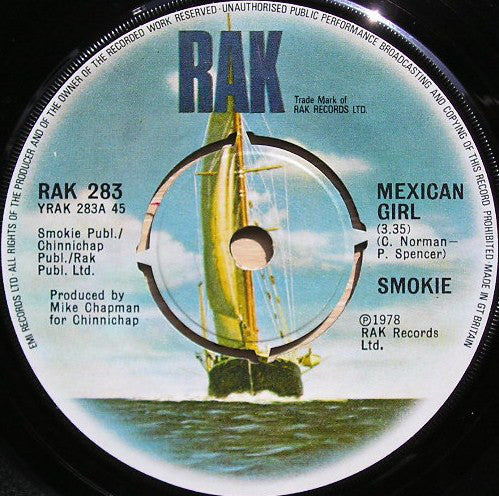 EMI RECORDS LTD·ALL RIGHTS OF THE PRODUCER AND OF THE OWNER OF THE RECORDED WORK RESERVED·UNAUTHORISED PUBLIC PERFORMANCE BROADCASTING AND COPYING OF THIS RECORD PROHIBITED MADE IN GT BRITAIN
RAK
Trade Mark of
RAK RECORDS LTD.
RAK 283
YRAK 283A 45
Smokie Publ./
Chinnichap
Publ./Rak
Publ. Ltd.
Produced by
Mike Chapman
for Chinnichap
MEXICAN
GIRL
(3.35)
(C. Norman—
P. Spencer)
SMOKIE
℗1978
RAK Records
Ltd.